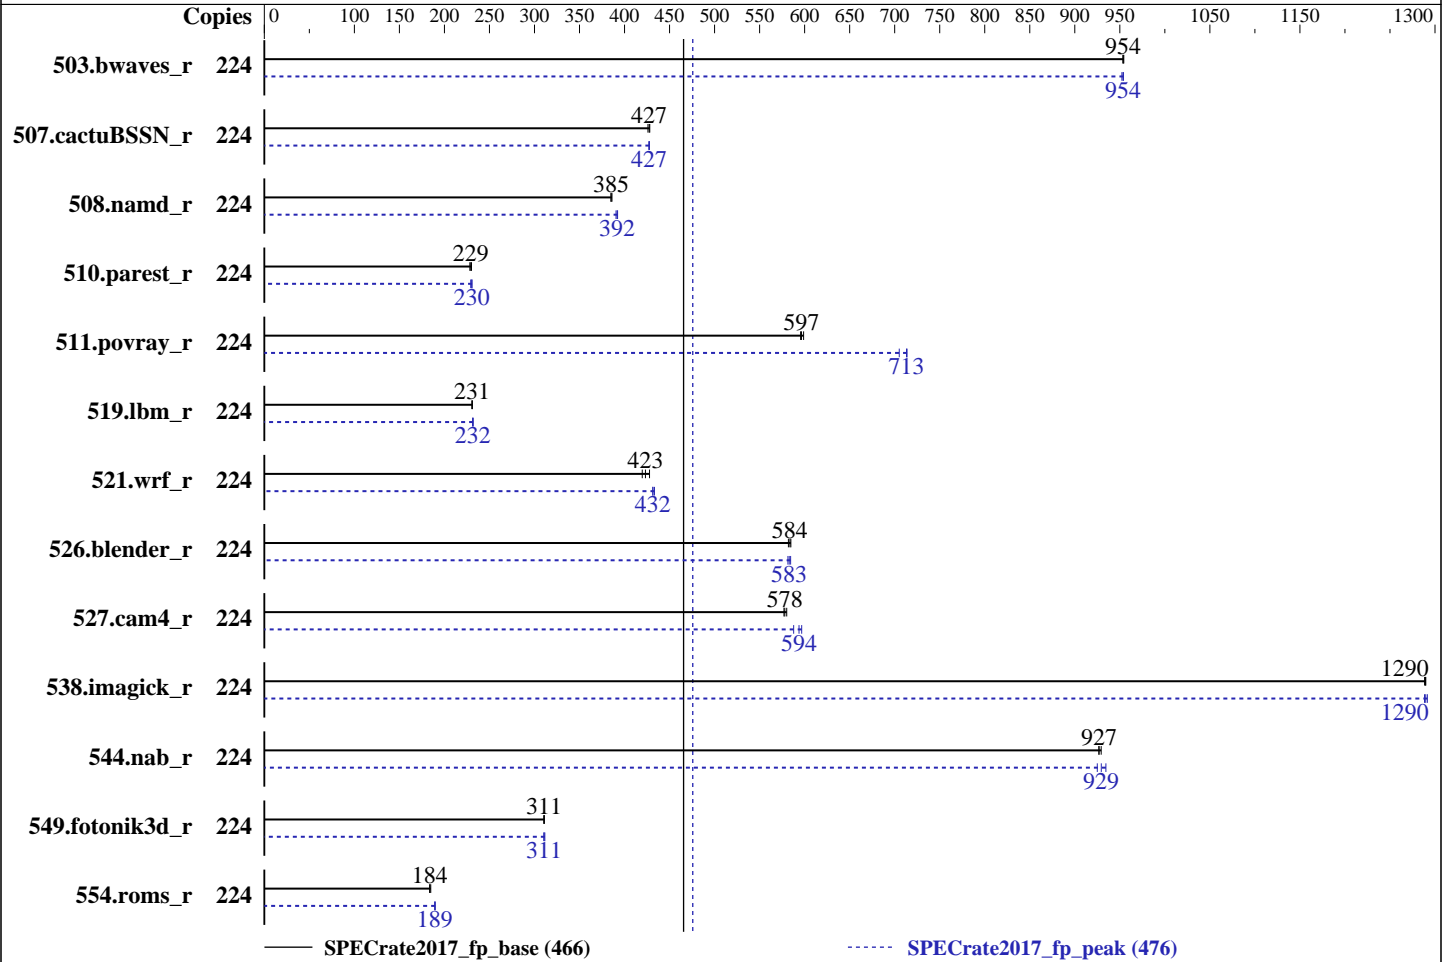 Copies 0 100 150 200 250 300 350 400 450 500 550 600 650 700 750 800 850 900 950 1050 1150 1300
954
503.bwaves_r 224
954
427
507.cactuBSSN_r 224
427
385
508.namd_r 224
392
229
510.parest_r 224
230
597
511.povray_r 224
713
231
519.lbm_r 224
232
423
521.wrf_r 224
432
584
526.blender_r 224
583
578
527.cam4_r 224
594
1290
538.imagick_r 224
1290
927
544.nab_r 224
929
311
549.fotonik3d_r 224
311
184
554.roms_r 224
189
SPECrate2017_fp_base (466) SPECrate2017_fp_peak (476)